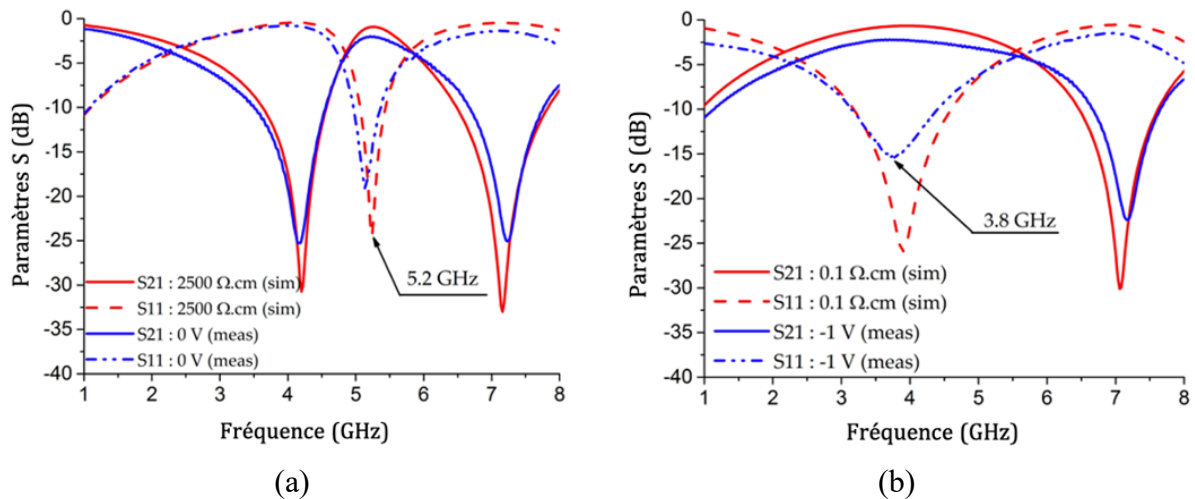 0
-5
-10
-15
-20
-25
-30
-35
-40
Paramètres S (dB)
5.2 GHz
S21 : 2500 Ω.cm (sim)
S11 : 2500 Ω.cm (sim)
S21 : 0 V (meas)
S11 : 0 V (meas)
1 2 3 4 5 6 7 8
Fréquence (GHz)
(a)
0
-5
-10
-15
-20
-25
-30
-35
-40
Paramètres S (dB)
3.8 GHz
S21 : 0.1 Ω.cm (sim)
S11 : 0.1 Ω.cm (sim)
S21 : -1 V (meas)
S11 : -1 V (meas)
1 2 3 4 5 6 7 8
Fréquence (GHz)
(b)